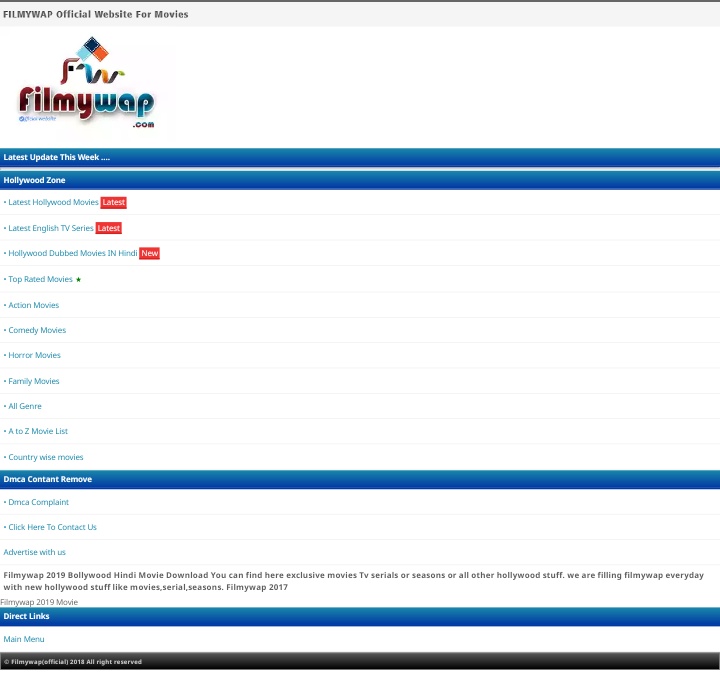 FILMYWAP Official Website For Movies
Fw
Filmywap
official website
.com
Latest Update This Week ....
Hollywood Zone
• Latest Hollywood Movies Latest
• Latest English TV Series Latest
• Hollywood Dubbed Movies IN Hindi New
• Top Rated Movies ★
• Action Movies
• Comedy Movies
• Horror Movies
• Family Movies
• All Genre
• A to Z Movie List
• Country wise movies
Dmca Contant Remove
• Dmca Complaint
• Click Here To Contact Us
Advertise with us
Filmywap 2019 Bollywood Hindi Movie Download You can find here exclusive movies Tv serials or seasons or all other hollywood stuff. we are filling filmywap everyday
with new hollywood stuff like movies,serial,seasons. Filmywap 2017
Filmywap 2019 Movie
Direct Links
Main Menu
© Filmywap(official) 2018 All right reserved